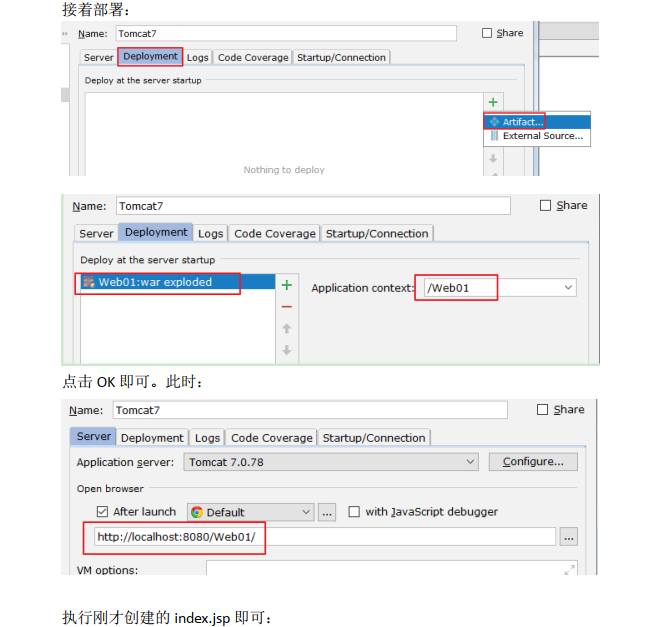 接着部署：
Name: Tomcat7 Share
Server Deployment Logs Code Coverage Startup/Connection
Deploy at the server startup
Artifact...
External Source...
Nothing to deploy
Name: Tomcat7 Share
Server Deployment Logs Code Coverage Startup/Connection
Deploy at the server startup
Web01:war exploded
Application context: /Web01
点击 OK 即可。此时：
Name: Tomcat7 Share
Server Deployment Logs Code Coverage Startup/Connection
Application server: Tomcat 7.0.78 Configure...
Open browser
After launch Default ... with JavaScript debugger
http://localhost:8080/Web01/ ...
VM options:
执行刚才创建的 index.jsp 即可：